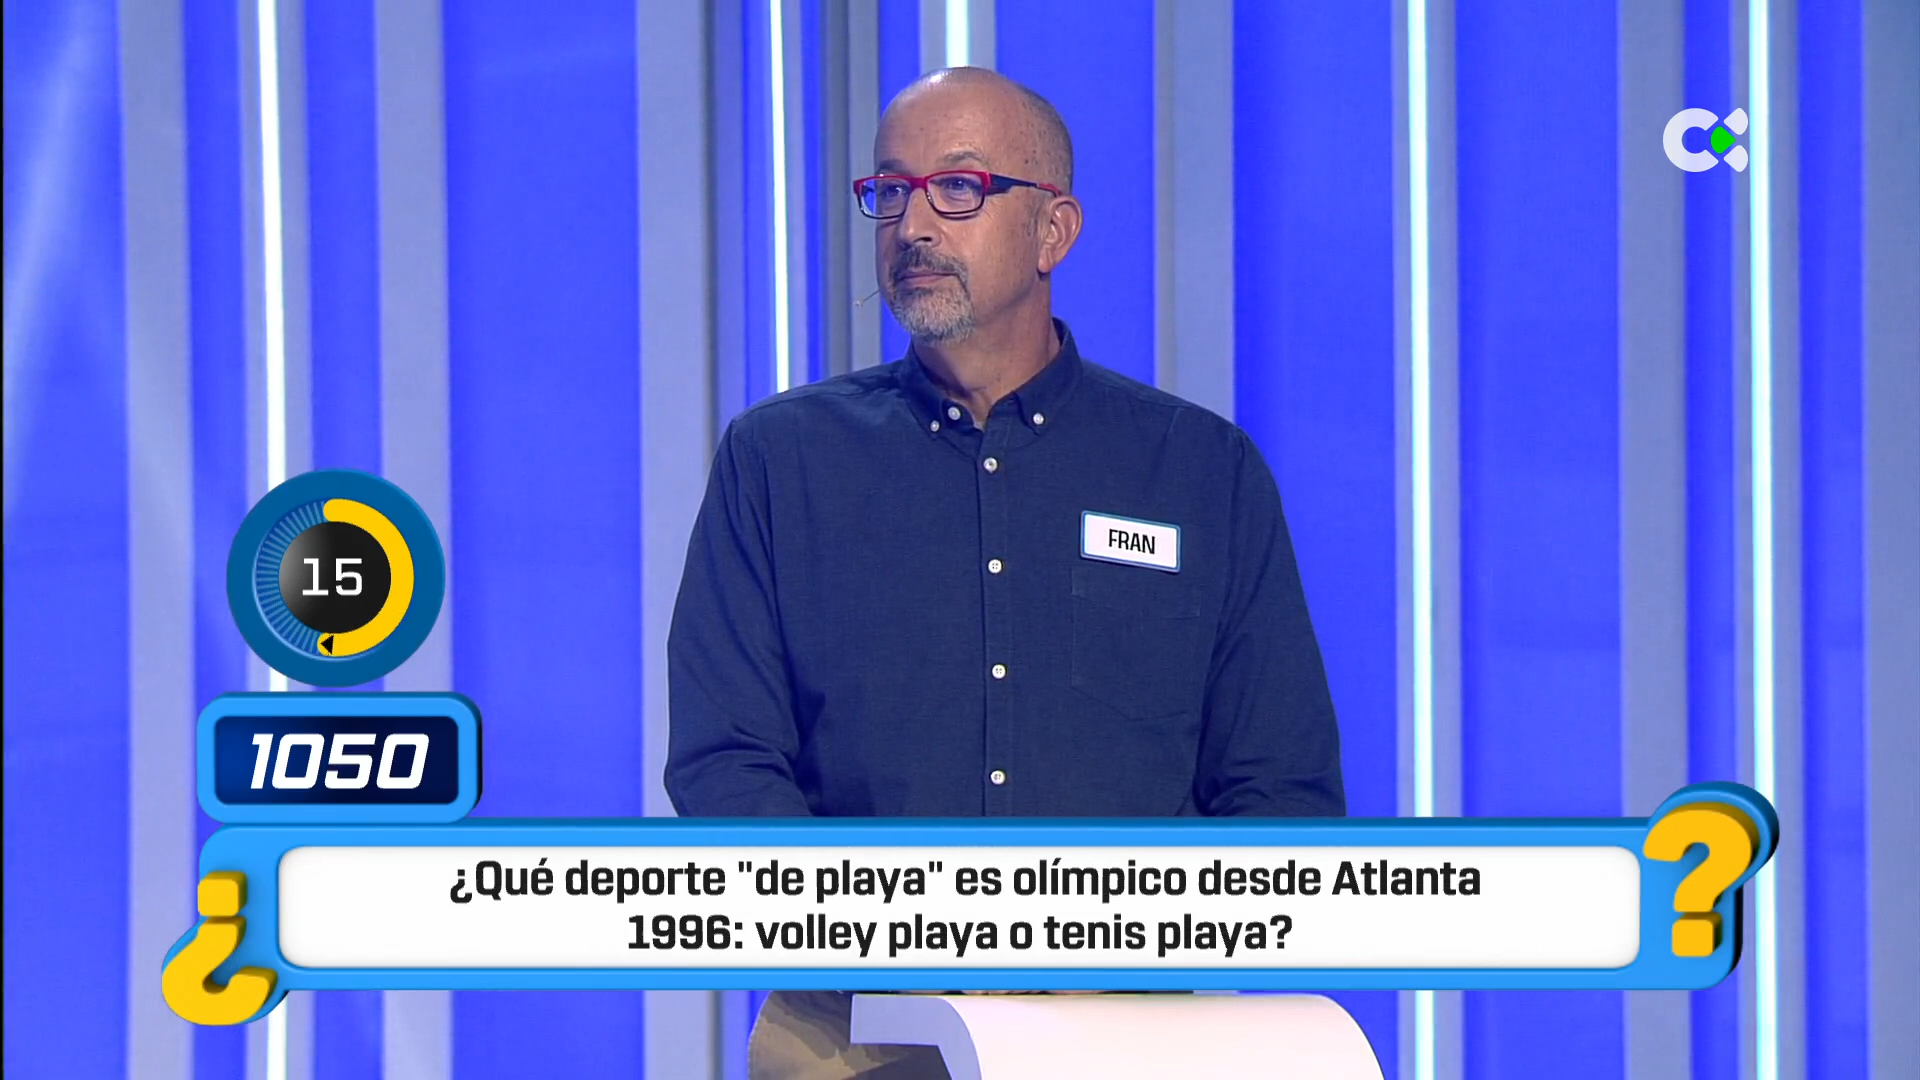 FRAN
15
1050
¿Qué deporte "de playa" es olímpico desde Atlanta
1996: volley playa o tenis playa?